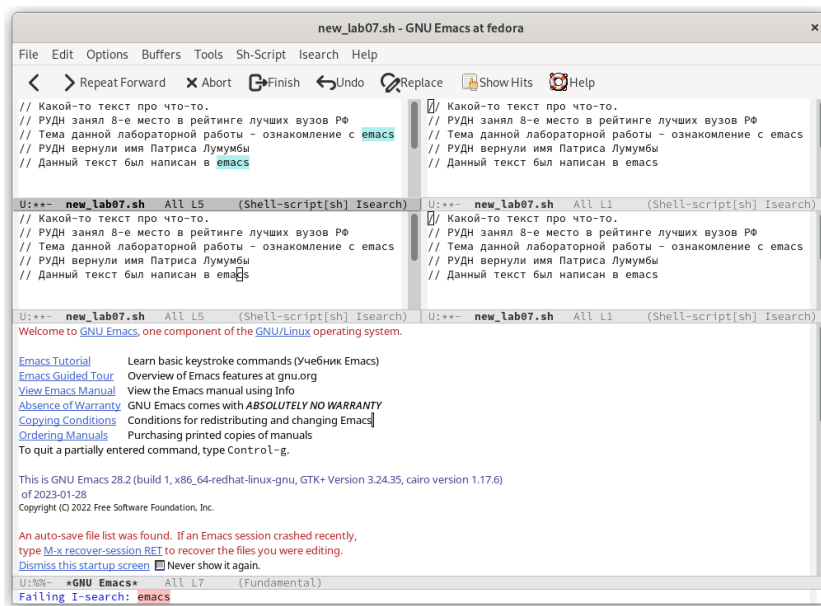 new_lab07.sh - GNU Emacs at fedora
File Edit Options Buffers Tools Sh-Script Isearch Help
Repeat Forward Abort Finish Undo Replace Show Hits Help
// Какой-то текст про что-то.
// РУДН занял 8-е место в рейтинге лучших вузов РФ
// Тема данной лабораторной работы - ознакомление с emacs
// РУДН вернули имя Патриса Лумумбы
// Данный текст был написан в emacs
U:**- new_lab07.sh All L5 (Shell-script[sh] Isearch)
// Какой-то текст про что-то.
// РУДН занял 8-е место в рейтинге лучших вузов РФ
// Тема данной лабораторной работы - ознакомление с emacs
// РУДН вернули имя Патриса Лумумбы
// Данный текст был написан в emacs
U:**- new_lab07.sh All L1 (Shell-script[sh] Isearch)
// Какой-то текст про что-то.
// РУДН занял 8-е место в рейтинге лучших вузов РФ
// Тема данной лабораторной работы - ознакомление с emacs
// РУДН вернули имя Патриса Лумумбы
// Данный текст был написан в emacs
U:**- new_lab07.sh All L5 (Shell-script[sh] Isearch)
// Какой-то текст про что-то.
// РУДН занял 8-е место в рейтинге лучших вузов РФ
// Тема данной лабораторной работы - ознакомление с emacs
// РУДН вернули имя Патриса Лумумбы
// Данный текст был написан в emacs
U:**- new_lab07.sh All L1 (Shell-script[sh] Isearch)
Welcome to GNU Emacs, one component of the GNU/Linux operating system.
Emacs Tutorial Learn basic keystroke commands (Учебник Emacs)
Emacs Guided Tour Overview of Emacs features at gnu.org
View Emacs Manual View the Emacs manual using Info
Absence of Warranty GNU Emacs comes with ABSOLUTELY NO WARRANTY
Copying Conditions Conditions for redistributing and changing Emacs
Ordering Manuals Purchasing printed copies of manuals
To quit a partially entered command, type Control-g.
This is GNU Emacs 28.2 (build 1, x86_64-redhat-linux-gnu, GTK+ Version 3.24.35, cairo version 1.17.6)
of 2023-01-28
Copyright (C) 2022 Free Software Foundation, Inc.
An auto-save file list was found. If an Emacs session crashed recently,
type M-x recover-session RET to recover the files you were editing.
Dismiss this startup screen Never show it again.
U:%%- *GNU Emacs* All L7 (Fundamental)
Failing I-search: emacs